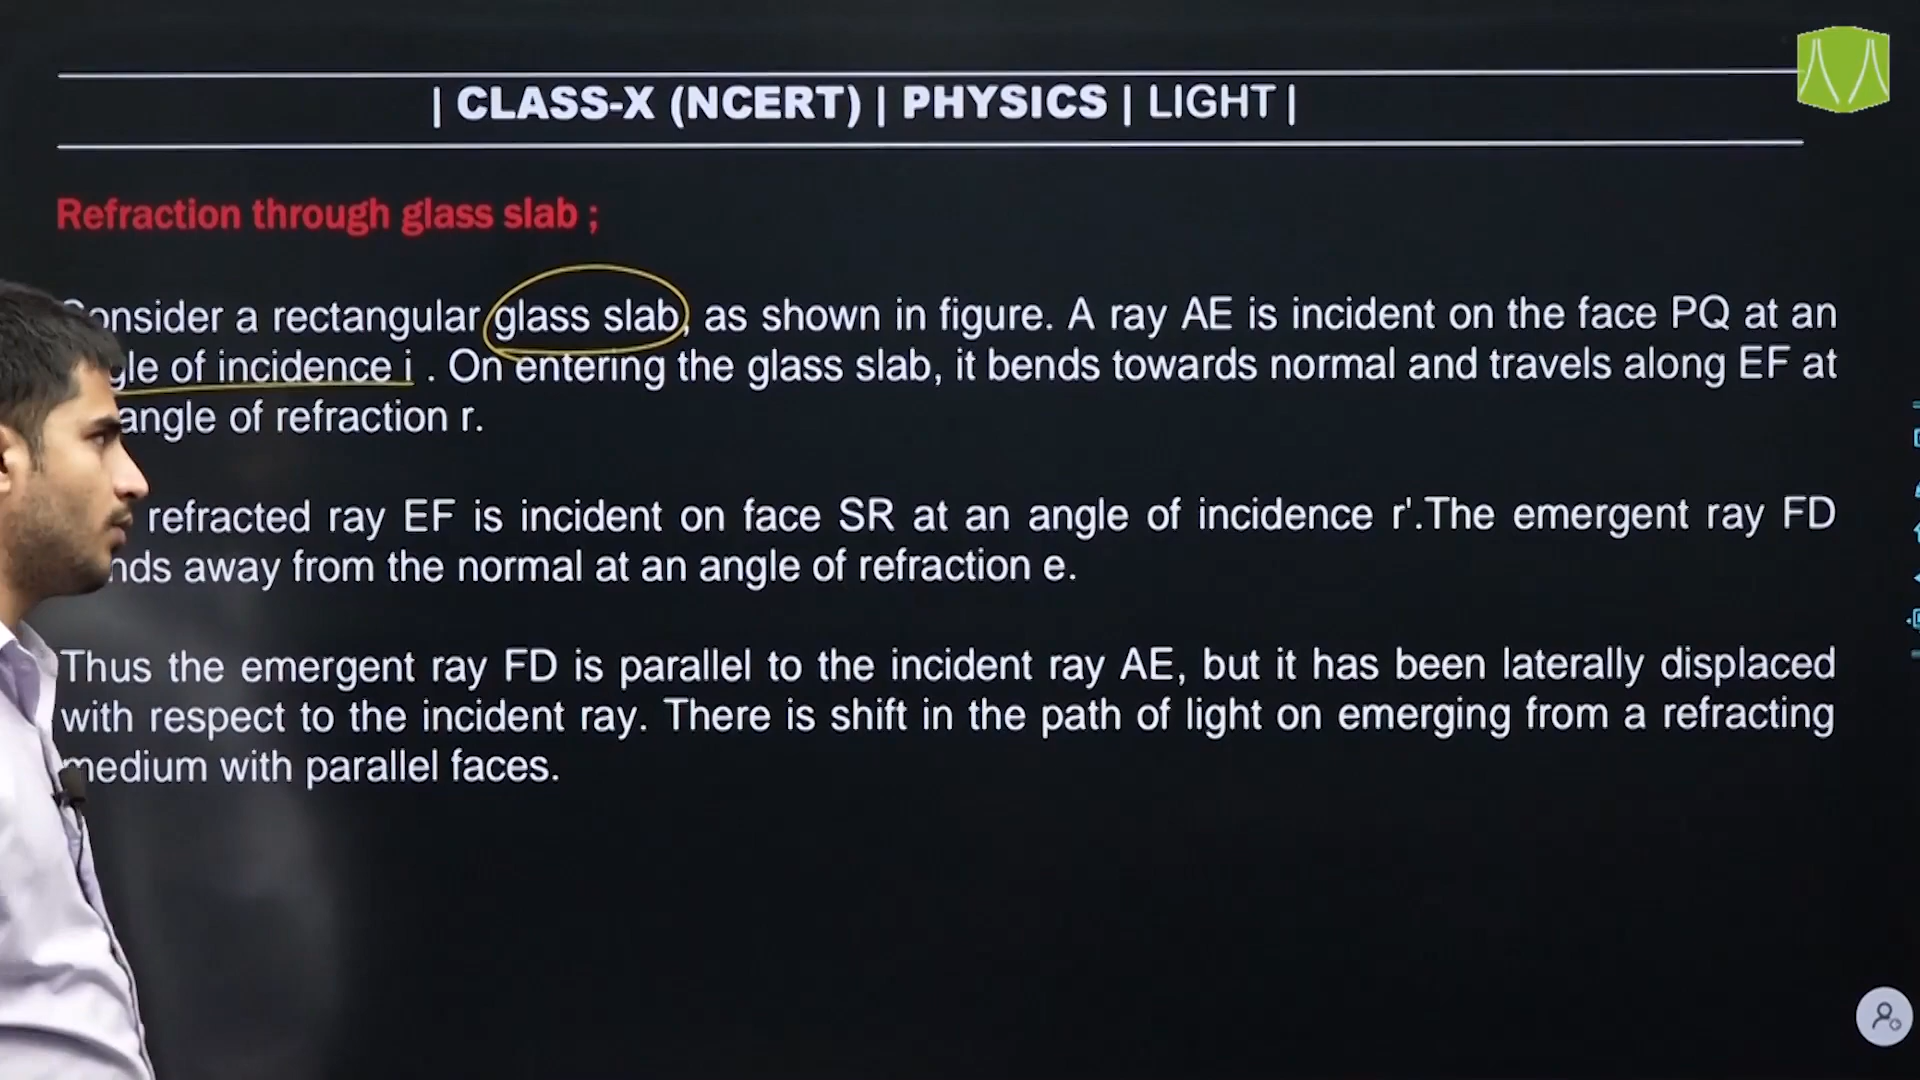 | CLASS-X (NCERT) | PHYSICS | LIGHT |
Refraction through glass slab ;
Consider a rectangular glass slab, as shown in figure. A ray AE is incident on the face PQ at an
gle of incidence i . On entering the glass slab, it bends towards normal and travels along EF at
angle of refraction r.
refracted ray EF is incident on face SR at an angle of incidence r'.The emergent ray FD
nds away from the normal at an angle of refraction e.
Thus the emergent ray FD is parallel to the incident ray AE, but it has been laterally displaced
with respect to the incident ray. There is shift in the path of light on emerging from a refracting
medium with parallel faces.